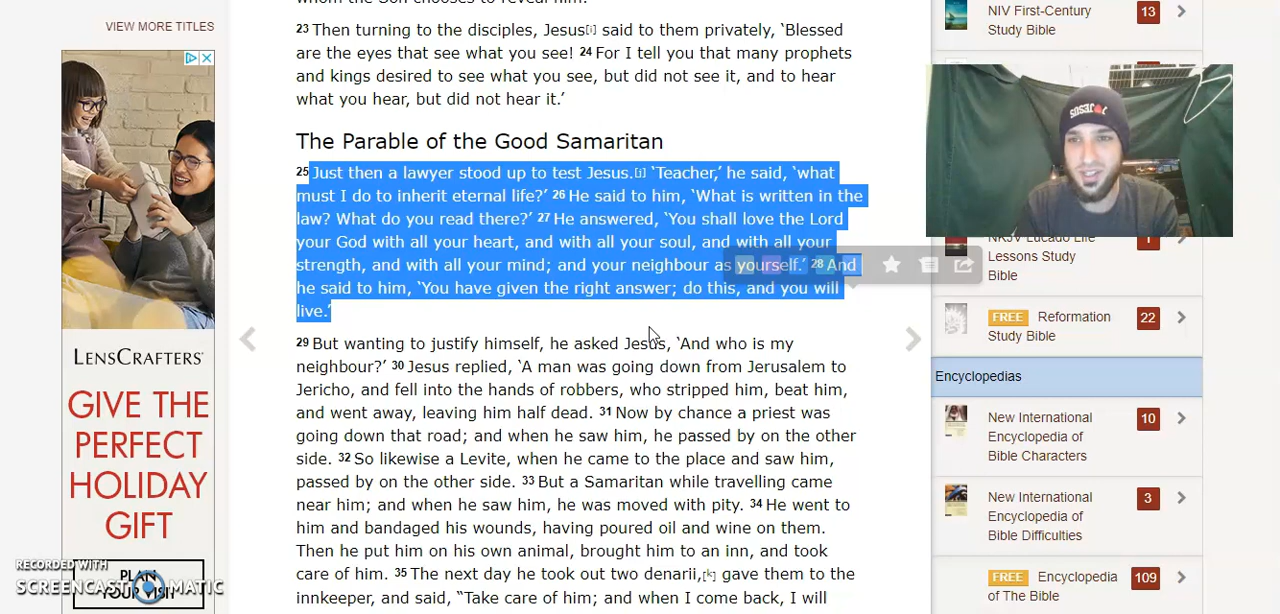 VIEW MORE TITLES
LENSCRAFTERS
GIVE THE
PERFECT
HOLIDAY
GIFT
PLAN
YOUR VISIT
RECORDED WITH
SCREENCAST MATIC
whom the Son chooses to reveal him.'
23 Then turning to the disciples, Jesus[i] said to them privately, ‘Blessed
are the eyes that see what you see! 24 For I tell you that many prophets
and kings desired to see what you see, but did not see it, and to hear
what you hear, but did not hear it.’
The Parable of the Good Samaritan
25 Just then a lawyer stood up to test Jesus.[j] ‘Teacher,’ he said, ‘what
must I do to inherit eternal life?’ 26 He said to him, ‘What is written in the
law? What do you read there?’ 27 He answered, ‘You shall love the Lord
your God with all your heart, and with all your soul, and with all your
strength, and with all your mind; and your neighbour as yourself.’ 28 And
he said to him, ‘You have given the right answer; do this, and you will
live.’
29 But wanting to justify himself, he asked Jesus, ‘And who is my
neighbour?’ 30 Jesus replied, ‘A man was going down from Jerusalem to
Jericho, and fell into the hands of robbers, who stripped him, beat him,
and went away, leaving him half dead. 31 Now by chance a priest was
going down that road; and when he saw him, he passed by on the other
side. 32 So likewise a Levite, when he came to the place and saw him,
passed by on the other side. 33 But a Samaritan while travelling came
near him; and when he saw him, he was moved with pity. 34 He went to
him and bandaged his wounds, having poured oil and wine on them.
Then he put him on his own animal, brought him to an inn, and took
care of him. 35 The next day he took out two denarii,[k] gave them to the
innkeeper, and said, “Take care of him; and when I come back, I will
NIV First-Century 13
Study Bible
NKJV Lucado Life 1
Lessons Study
Bible
FREE Reformation 22
Study Bible
Encyclopedias
New International 10
Encyclopedia of
Bible Characters
New International 3
Encyclopedia of
Bible Difficulties
FREE Encyclopedia 109
of The Bible